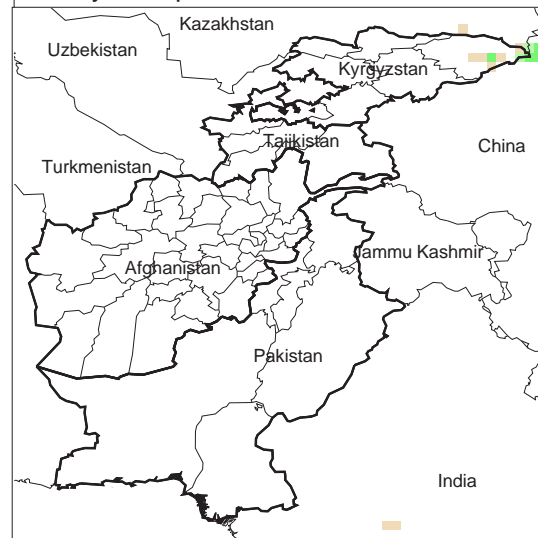 Kazakhstan
Uzbekistan
Kyrgyzstan
Tajikistan
China
Turkmenistan
Jammu Kashmir
Afghanistan
Pakistan
India